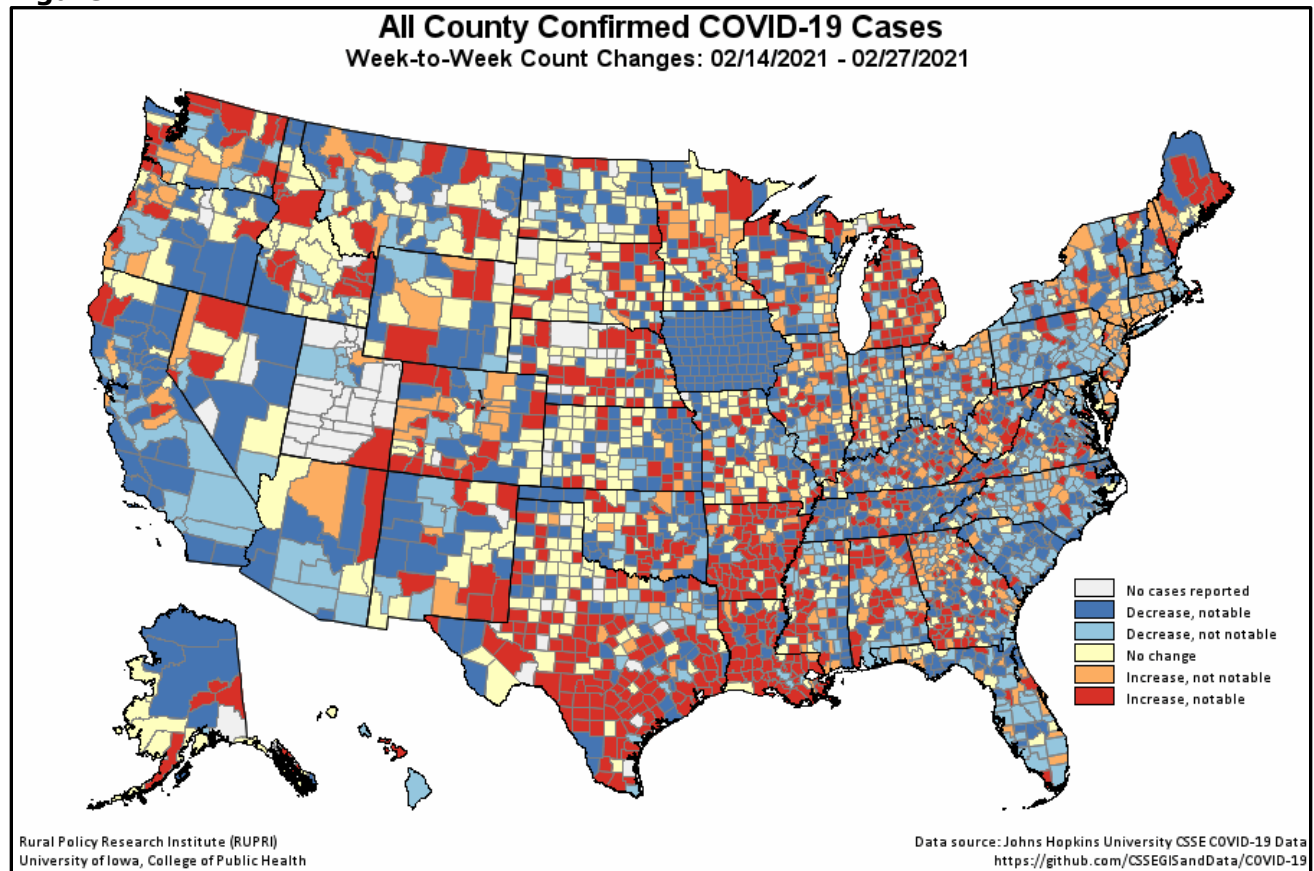 All County Confirmed COVID-19 Cases
Week-to-Week Count Changes: 02/14/2021 - 02/27/2021
No cases reported
Decrease, notable
Decrease, not notable
No change
Increase, not notable
Increase, notable
Rural Policy Research Institute (RUPRI)
University of Iowa, College of Public Health
Data source: Johns Hopkins University CSSE COVID-19 Data
https://github.com/CSSEGISandData/COVID-19